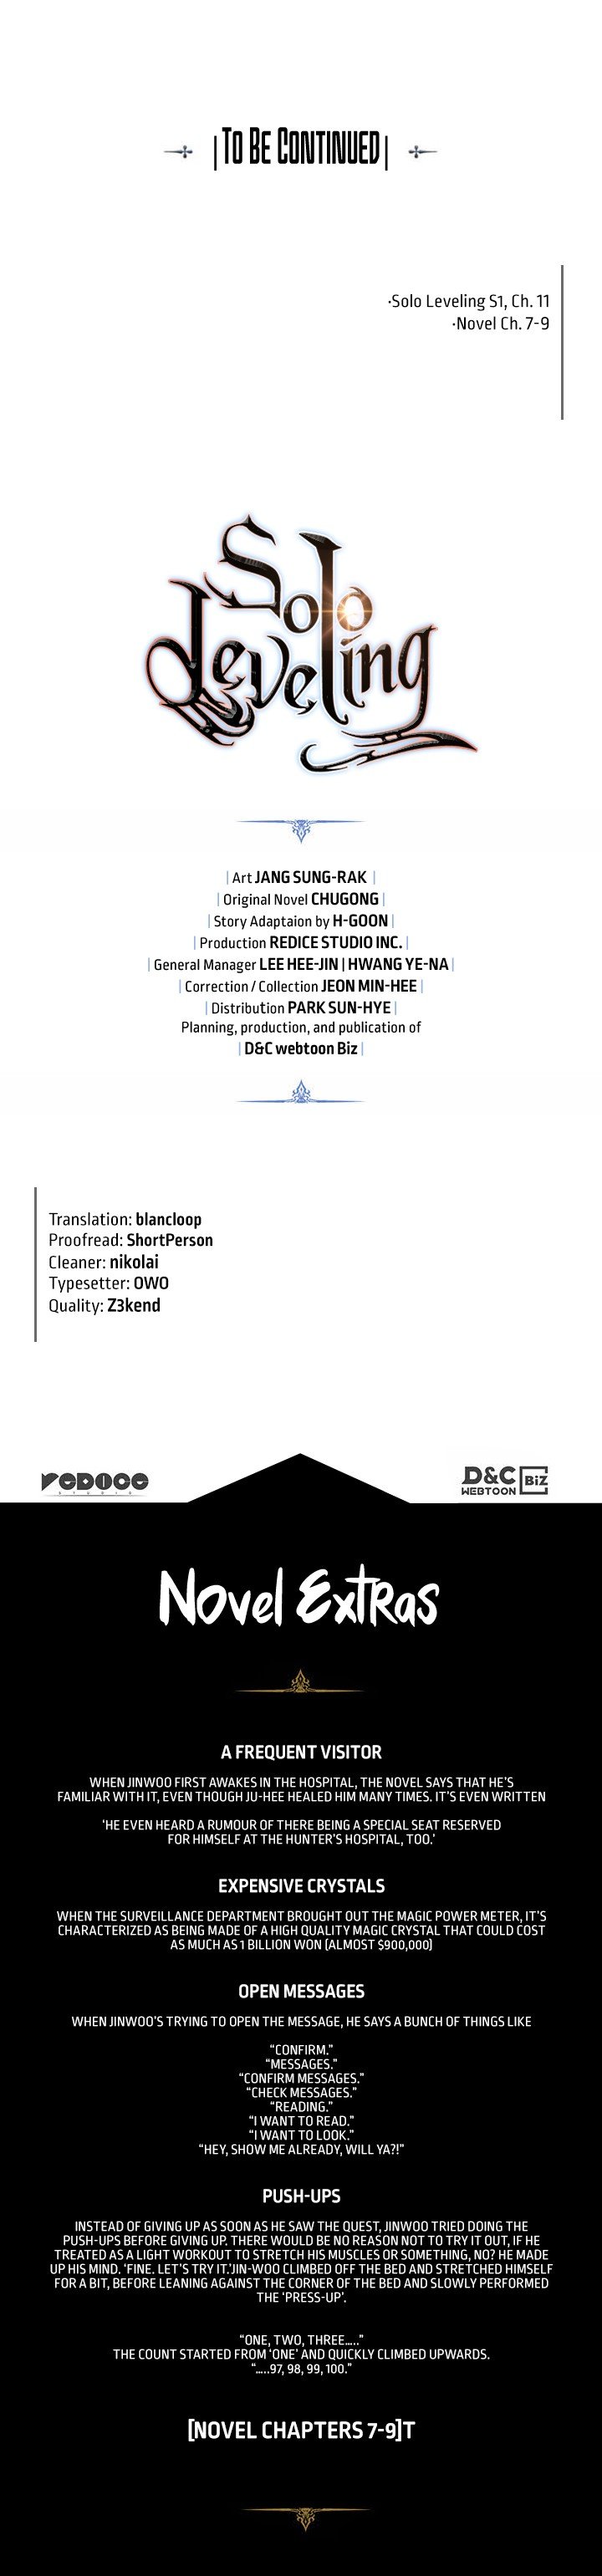 To Be Continued
·Solo Leveling S1, Ch. 11
·Novel Ch. 7-9
Solo
Leveling
| Art JANG SUNG-RAK |
| Original Novel CHUGONG |
| Story Adaptaion by H-GOON |
| Production REDICE STUDIO INC. |
| General Manager LEE HEE-JIN | HWANG YE-NA |
| Correction / Collection JEON MIN-HEE |
| Distribution PARK SUN-HYE |
Planning, production, and publication of
| D&C webtoon Biz |
Translation: blancloop
Proofread: ShortPerson
Cleaner: nikolai
Typesetter: OWO
Quality: Z3kend
REDICE
STUDIO
D&C
WEBTOON
BiZ
Novel Extras
A FREQUENT VISITOR
WHEN JINWOO FIRST AWAKES IN THE HOSPITAL, THE NOVEL SAYS THAT HE'S
FAMILIAR WITH IT, EVEN THOUGH JU-HEE HEALED HIM MANY TIMES. IT'S EVEN WRITTEN
'HE EVEN HEARD A RUMOUR OF THERE BEING A SPECIAL SEAT RESERVED
FOR HIMSELF AT THE HUNTER'S HOSPITAL, TOO.'
EXPENSIVE CRYSTALS
WHEN THE SURVEILLANCE DEPARTMENT BROUGHT OUT THE MAGIC POWER METER, IT'S
CHARACTERIZED AS BEING MADE OF A HIGH QUALITY MAGIC CRYSTAL THAT COULD COST
AS MUCH AS 1 BILLION WON (ALMOST $900,000)
OPEN MESSAGES
WHEN JINWOO'S TRYING TO OPEN THE MESSAGE, HE SAYS A BUNCH OF THINGS LIKE
"CONFIRM."
"MESSAGES."
"CONFIRM MESSAGES."
"CHECK MESSAGES."
"READING."
"I WANT TO READ."
"I WANT TO LOOK."
"HEY, SHOW ME ALREADY, WILL YA?!"
PUSH-UPS
INSTEAD OF GIVING UP AS SOON AS HE SAW THE QUEST, JINWOO TRIED DOING THE
PUSH-UPS BEFORE GIVING UP. THERE WOULD BE NO REASON NOT TO TRY IT OUT, IF HE
TREATED AS A LIGHT WORKOUT TO STRETCH HIS MUSCLES OR SOMETHING, NO? HE MADE
UP HIS MIND. 'FINE. LET'S TRY IT.'JIN-WOO CLIMBED OFF THE BED AND STRETCHED HIMSELF
FOR A BIT, BEFORE LEANING AGAINST THE CORNER OF THE BED AND SLOWLY PERFORMED
THE 'PRESS-UP'.
"ONE, TWO, THREE....."
THE COUNT STARTED FROM 'ONE' AND QUICKLY CLIMBED UPWARDS.
".....97, 98, 99, 100."
[NOVEL CHAPTERS 7-9]T